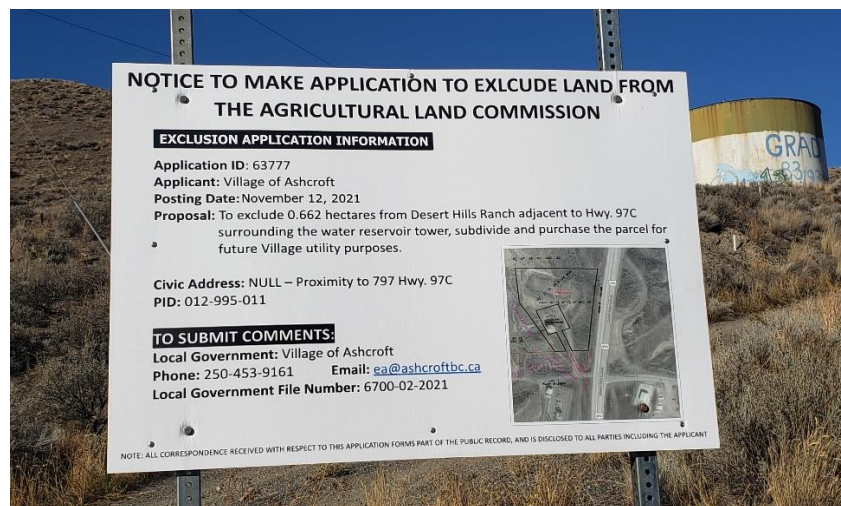 NOTICE TO MAKE APPLICATION TO EXLCUDE LAND FROM
THE AGRICULTURAL LAND COMMISSION
EXCLUSION APPLICATION INFORMATION
Application ID: 63777
Applicant: Village of Ashcroft
Posting Date: November 12, 2021
Proposal: To exclude 0.662 hectares from Desert Hills Ranch adjacent to Hwy. 97C
surrounding the water reservoir tower, subdivide and purchase the parcel for
future Village utility purposes.
Civic Address: NULL – Proximity to 797 Hwy. 97C
PID: 012-995-011
TO SUBMIT COMMENTS:
Local Government: Village of Ashcroft
Phone: 250-453-9161 Email: ea@ashcroftbc.ca
Local Government File Number: 6700-02-2021
NOTE: ALL CORRESPONDENCE RECEIVED WITH RESPECT TO THIS APPLICATION FORMS PART OF THE PUBLIC RECORD, AND IS DISCLOSED TO ALL PARTIES INCLUDING THE APPLICANT
GRAD